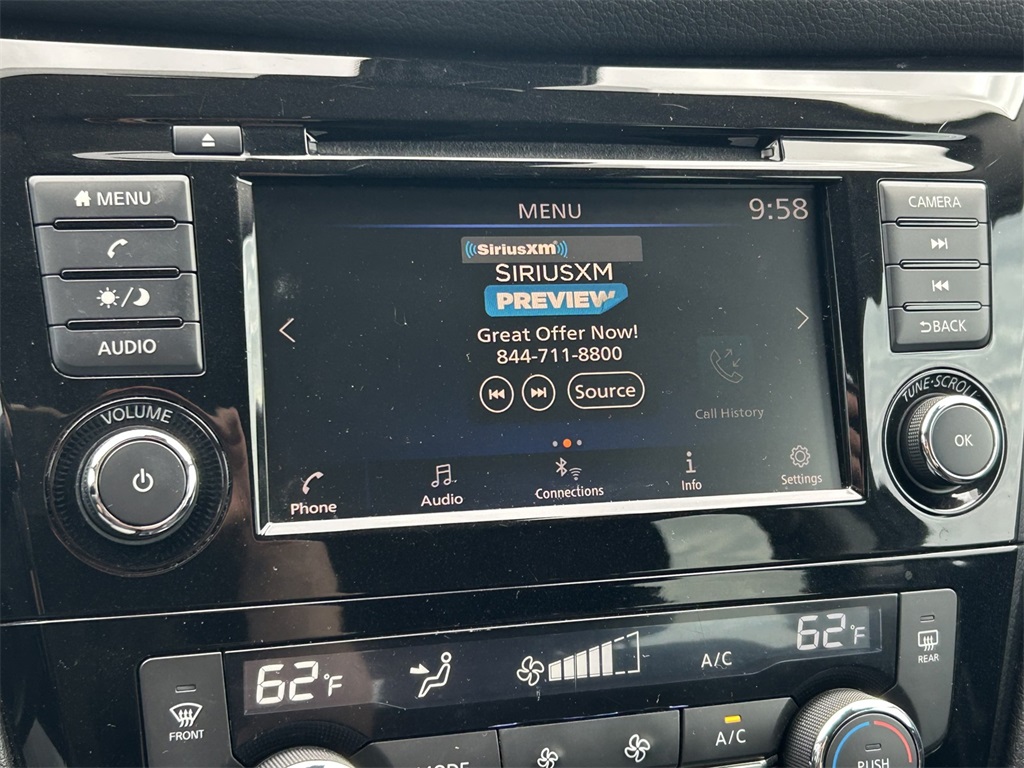 MENU
AUDIO
VOLUME
MENU
9:58
SiriusXM
SIRIUSXM
PREVIEW
Great Offer Now!
844-711-8800
Source
Call History
Phone
Audio
Connections
Info
Settings
CAMERA
BACK
TUNE·SCROLL
OK
62°F
A/C
62°F
FRONT
REAR
MODE
A/C
PUSH